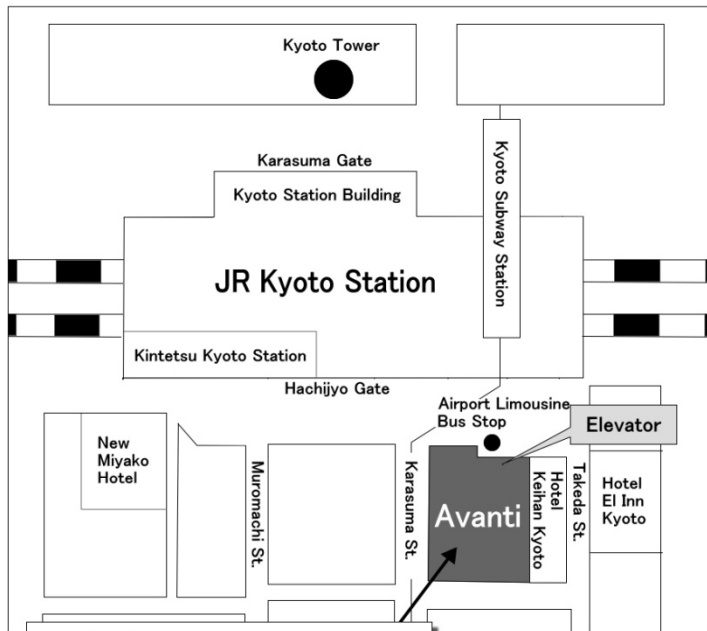 Kyoto Tower
Karasuma Gate
Kyoto Station Building
Kyoto Subway Station
JR Kyoto Station
Kintetsu Kyoto Station
Hachijyo Gate
Airport Limousine
Bus Stop
Elevator
New
Miyako
Hotel
Muromachi St.
Karasuma St.
Avanti
Hotel
Keihan Kyoto
Takeda St.
Hotel
El Inn
Kyoto